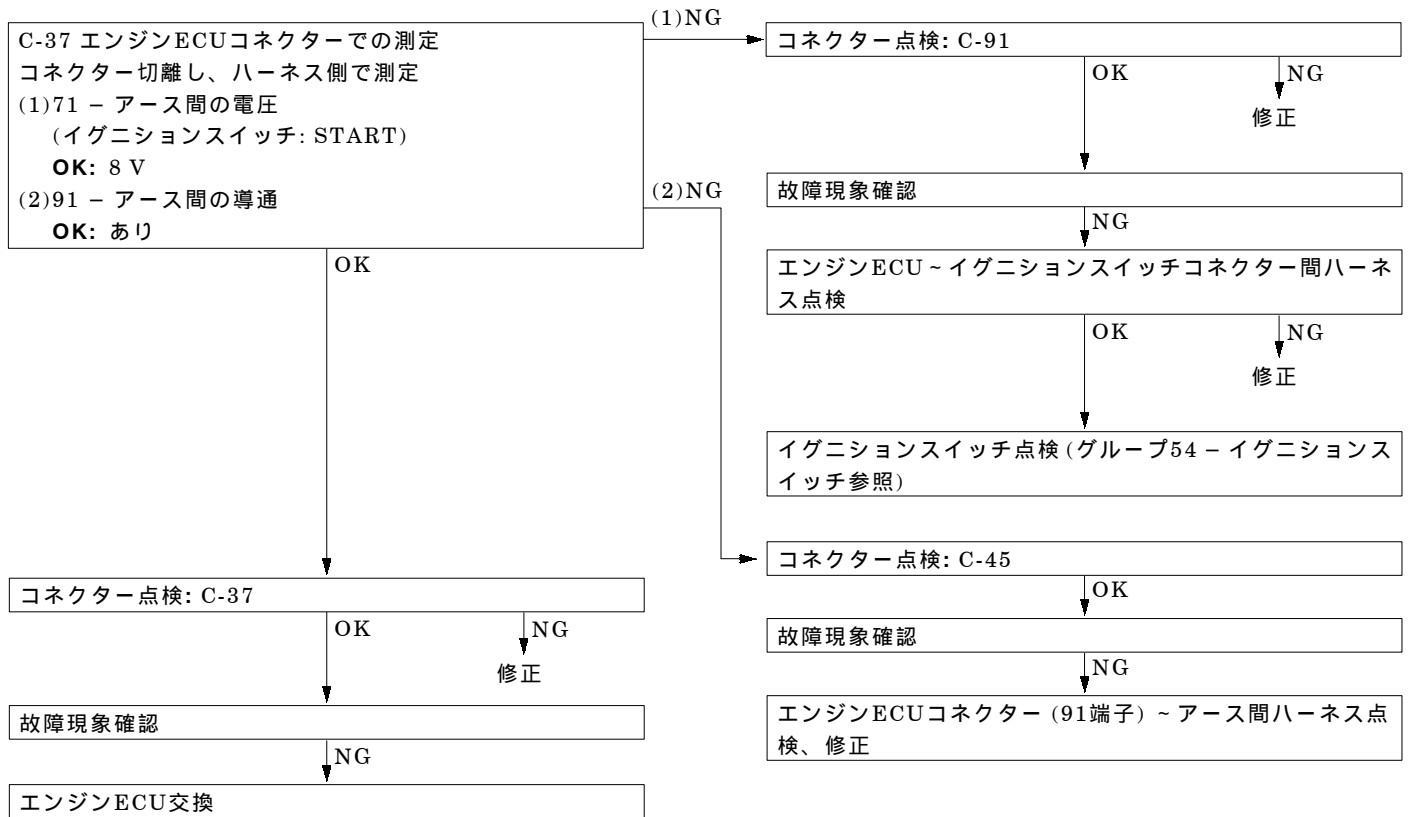 C-37 エンジンECUコネクターでの測定
コネクター切離し、ハーネス側で測定
(1)71 – アース間の電圧
(イグニションスイッチ: START)
OK: 8 V
(2)91 – アース間の導通
OK: あり
(1)NG
コネクター点検: C-91
OK
NG
修正
故障現象確認
NG
エンジンECU ~ イグニションスイッチコネクター間ハーネ
ス点検
OK
NG
修正
イグニションスイッチ点検 (グループ54 – イグニションス
イッチ参照)
(2)NG
コネクター点検: C-45
OK
故障現象確認
NG
エンジンECUコネクター (91端子) ~ アース間ハーネス点
検、修正
OK
コネクター点検: C-37
OK
NG
修正
故障現象確認
NG
エンジンECU交換